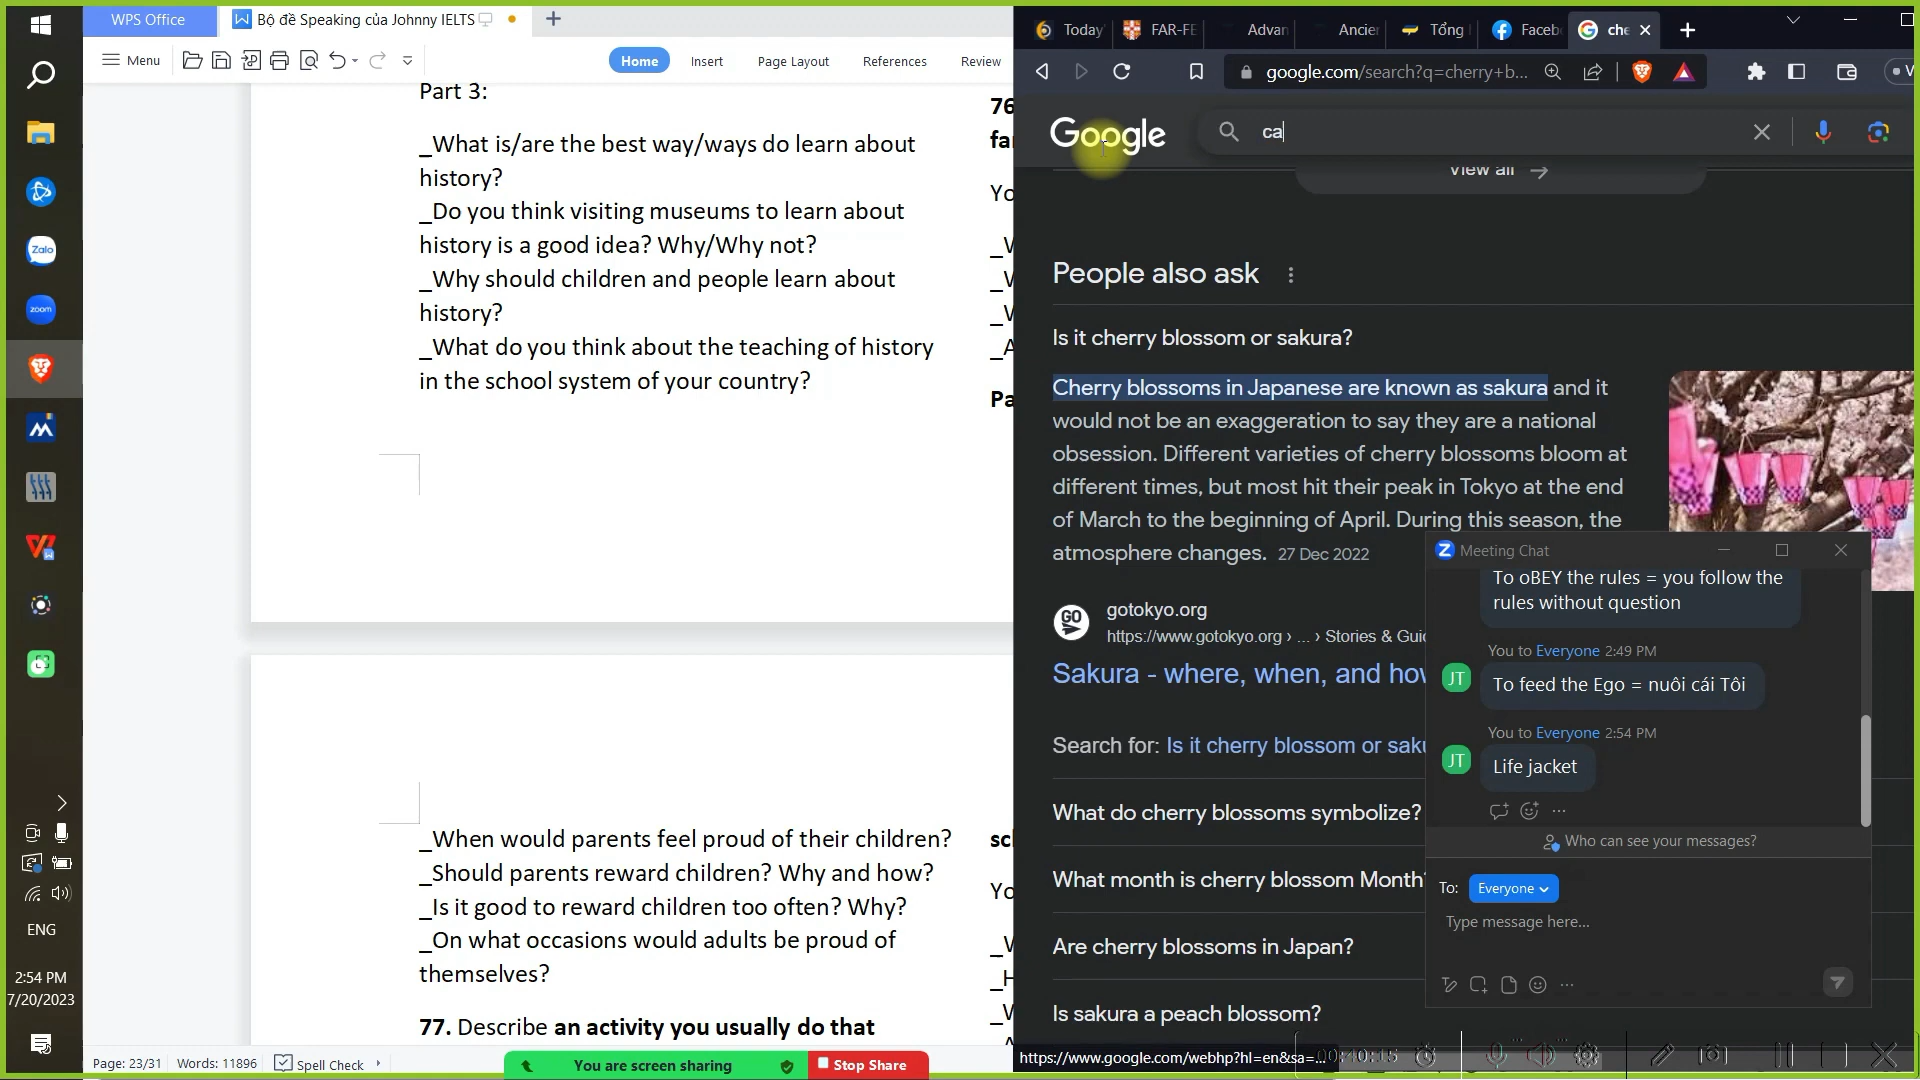 WPS Office
Bộ đề Speaking của Johnny IELTS
Menu
Home
Insert
Page Layout
References
Review
Part 3:
_What is/are the best way/ways do learn about
history?
_Do you think visiting museums to learn about
history is a good idea? Why/Why not?
_Why should children and people learn about
history?
_What do you think about the teaching of history
in the school system of your country?
76
_When would parents feel proud of their children?
_Should parents reward children? Why and how?
_Is it good to reward children too often? Why?
_On what occasions would adults be proud of
themselves?
77. Describe an activity you usually do that
Page: 23/31
Words: 11896
Spell Check
You are screen sharing
Stop Share
Zalo
zoom
ENG
2:54 PM
7/20/2023
Today
FAR-FE
Advan
Ancier
Tổng
Faceb
che
google.com/search?q=cherry+b...
Google
ca
View all
People also ask
Is it cherry blossom or sakura?
Cherry blossoms in Japanese are known as sakura and it
would not be an exaggeration to say they are a national
obsession. Different varieties of cherry blossoms bloom at
different times, but most hit their peak in Tokyo at the end
of March to the beginning of April. During this season, the
atmosphere changes. 27 Dec 2022
GO
gotokyo.org
https://www.gotokyo.org › ... › Stories & Guid
Sakura - where, when, and how
Search for: Is it cherry blossom or saku
What do cherry blossoms symbolize?
What month is cherry blossom Month?
Are cherry blossoms in Japan?
Is sakura a peach blossom?
https://www.google.com/webhp?hl=en&sa=...
00:40:15
Meeting Chat
To oBEY the rules = you follow the
rules without question
You to Everyone 2:49 PM
JT
To feed the Ego = nuôi cái Tôi
You to Everyone 2:54 PM
JT
Life jacket
Who can see your messages?
To: Everyone
Type message here...